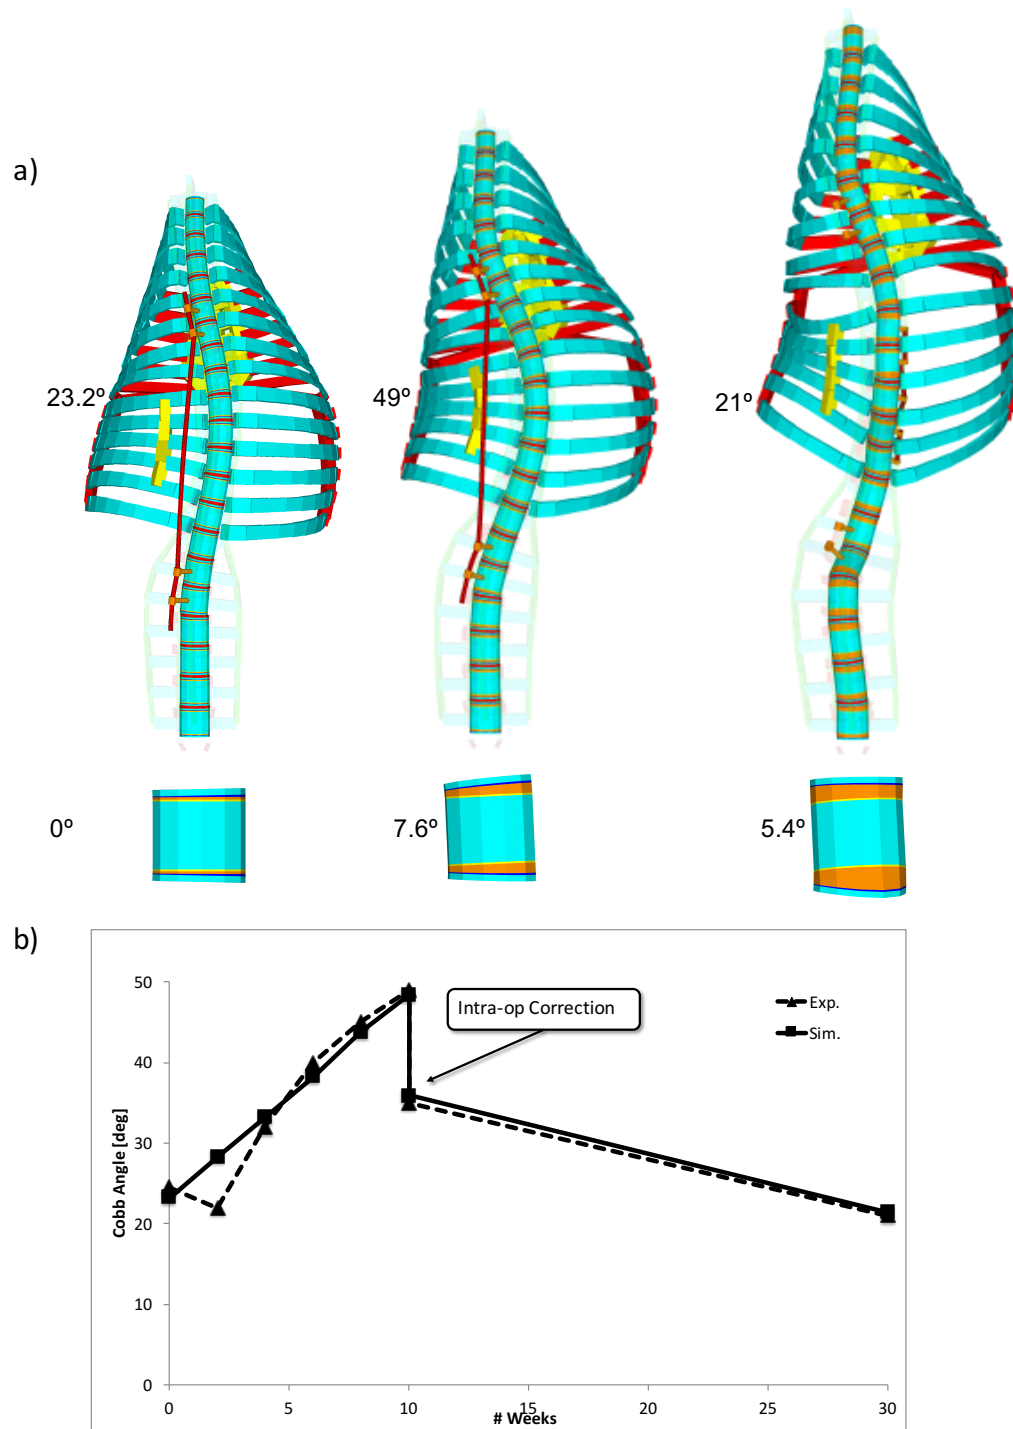 a)
23.2º
49º
21º
0º
7.6º
5.4º
b)
50
40
30
20
10
0
Cobb Angle [deg]
Intra-op Correction
Exp.
Sim.
0
5
10
15
20
25
30
# Weeks